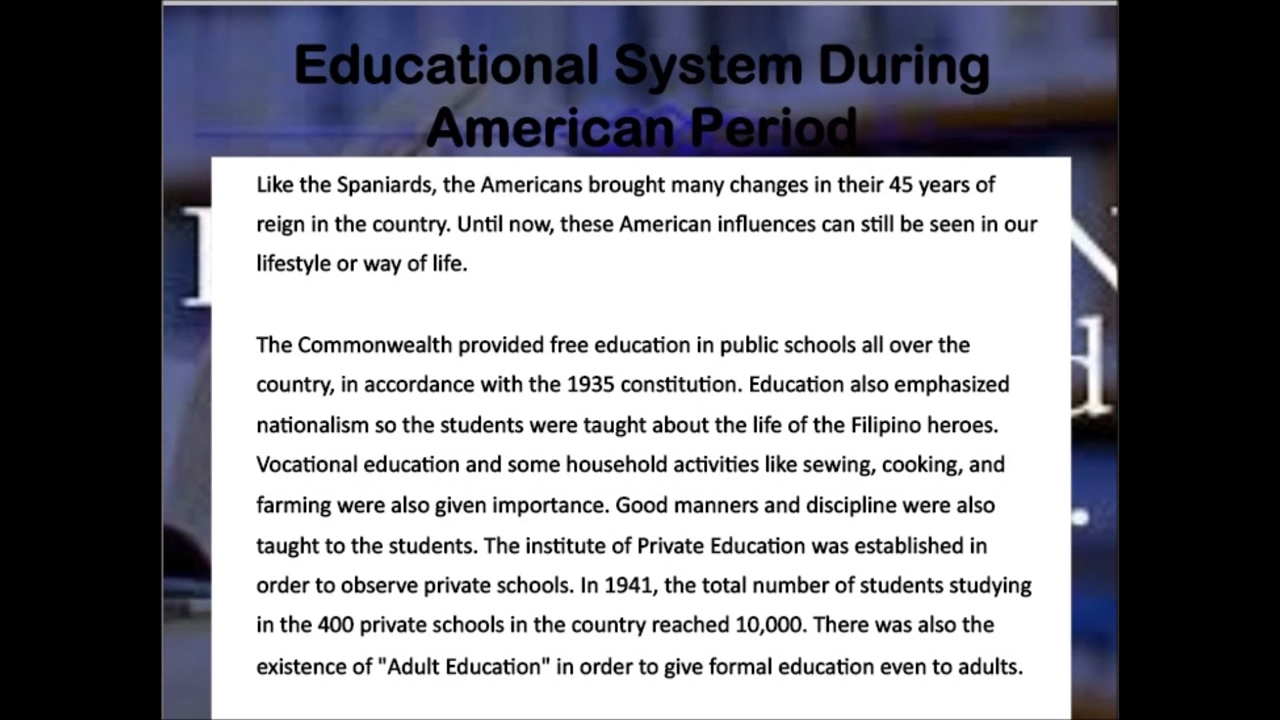 Educational System During
American Period
Like the Spaniards, the Americans brought many changes in their 45 years of
reign in the country. Until now, these American influences can still be seen in our
lifestyle or way of life.
The Commonwealth provided free education in public schools all over the
country, in accordance with the 1935 constitution. Education also emphasized
nationalism so the students were taught about the life of the Filipino heroes.
Vocational education and some household activities like sewing, cooking, and
farming were also given importance. Good manners and discipline were also
taught to the students. The institute of Private Education was established in
order to observe private schools. In 1941, the total number of students studying
in the 400 private schools in the country reached 10,000. There was also the
existence of "Adult Education" in order to give formal education even to adults.